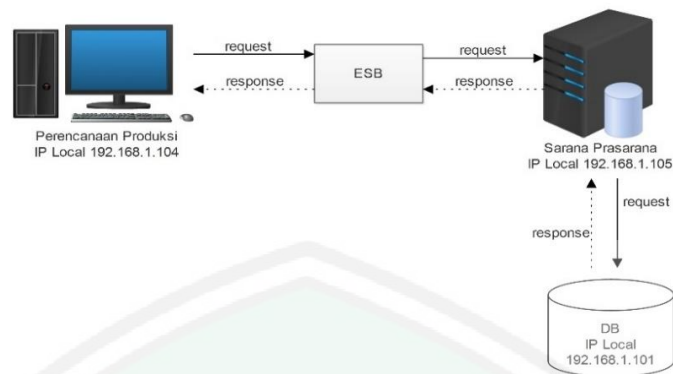 request
request
ESB
response
response
Perencanaan Produksi
IP Local 192.168.1.104
Sarana Prasarana
IP Local 192.168.1.105
request
response
DB
IP Local
192.168.1.101